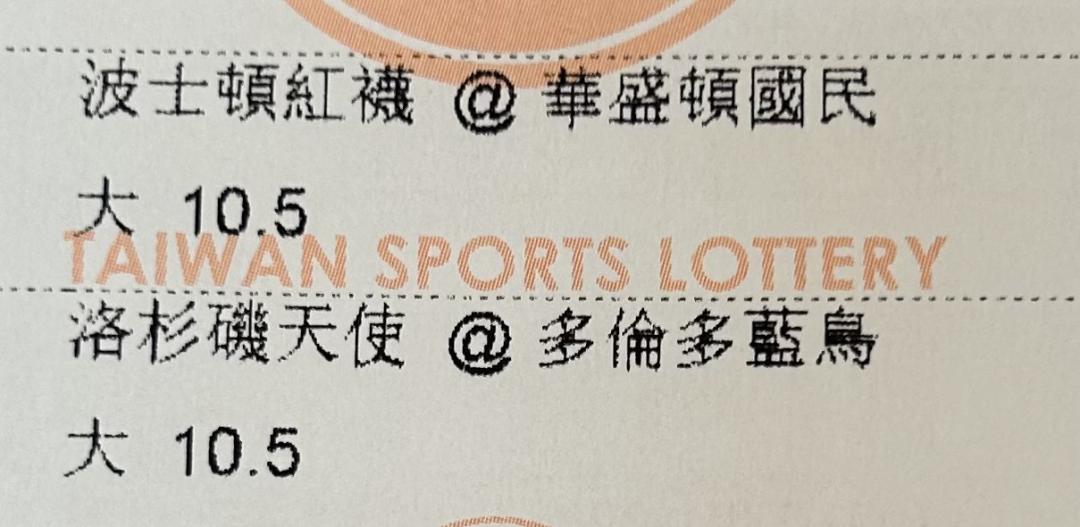 波士頓紅襪 @ 華盛頓國民
大 10.5
TAIWAN SPORTS LOTTERY
洛杉磯天使 @ 多倫多藍鳥
大 10.5